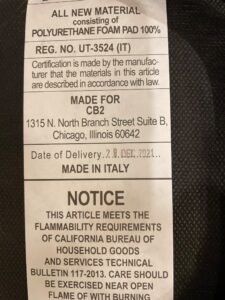 ALL NEW MATERIAL
consisting of
POLYURETHANE FOAM PAD 100%
REG. NO. UT-3524 (IT)
Certification is made by the manufac-
turer that the materials in this article
are described in accordance with law.
MADE FOR
CB2
1315 N. North Branch Street Suite B,
Chicago, Illinois 60642
Date of Delivery 28 DEC. 2021
MADE IN ITALY
NOTICE
THIS ARTICLE MEETS THE
FLAMMABILITY REQUIREMENTS
OF CALIFORNIA BUREAU OF
HOUSEHOLD GOODS
AND SERVICES TECHNICAL
BULLETIN 117-2013. CARE SHOULD
BE EXERCISED NEAR OPEN
FLAME OR WITH BURNING